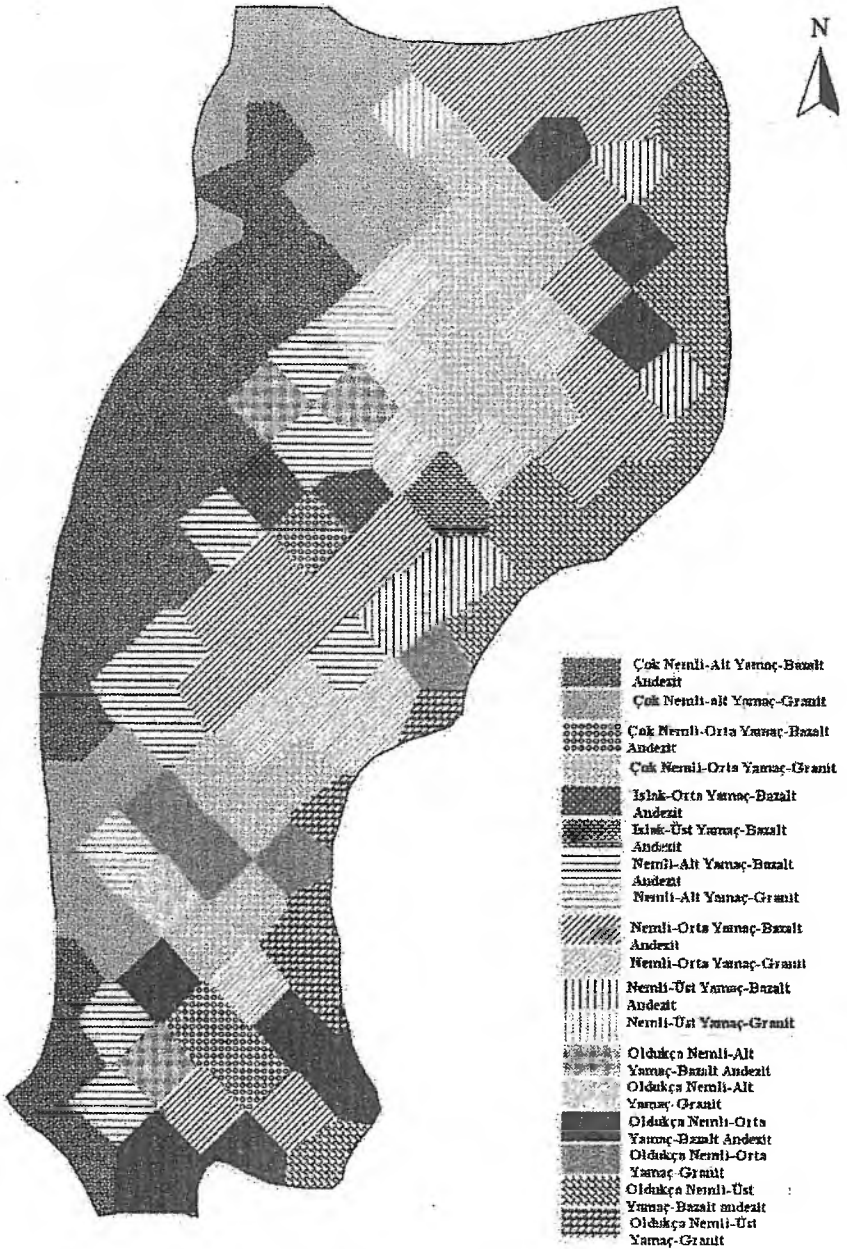 N
Çok Nemli-Alt Yamaç-Bazalt
Andezit
Çok Nemli-alt Yamaç-Granit
Çok Nemli-Orta Yamaç-Bazalt
Andezit
Çok Nemli-Orta Yamaç-Granit
Islak-Orta Yamaç-Bazalt
Andezit
Islak-Üst Yamaç-Bazalt
Andezit
Nemli-Alt Yamaç-Bazalt
Andezit
Nemli-Alt Yamaç-Granit
Nemli-Orta Yamaç-Bazalt
Andezit
Nemli-Orta Yamaç-Granit
Nemli-Üst Yamaç-Bazalt
Andezit
Nemli-Üst Yamaç-Granit
Oldukça Nemli-Alt
Yamaç-Bazalt Andezit
Oldukça Nemli-Alt
Yamaç-Granit
Oldukça Nemli-Orta
Yamaç-Bazalt Andezit
Oldukça Nemli-Orta
Yamaç-Granit
Oldukça Nemli-Üst
Yamaç-Bazalt andezit
Oldukça Nemli-Üst
Yamaç-Granit